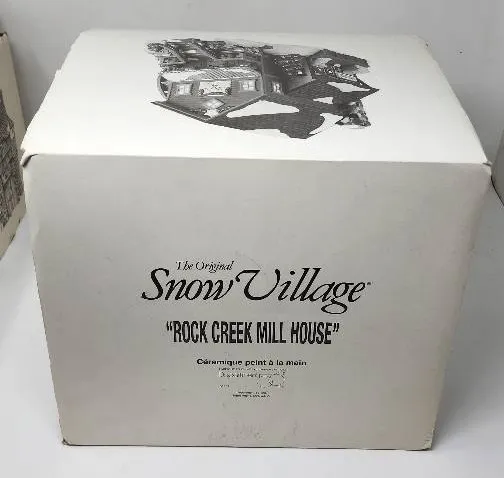 The Original
Snow Village®
"ROCK CREEK MILL HOUSE"
Céramique peint à la main